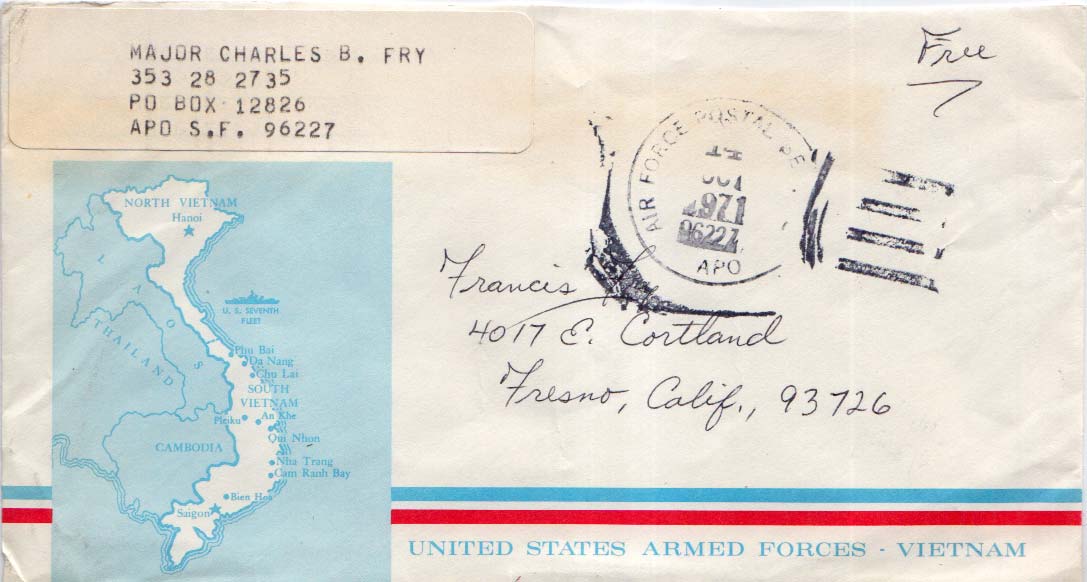 MAJOR CHARLES B. FRY
353 28 2735
PO BOX 12826
APO S.F. 96227
Free
AIR FORCE POSTAL SE
OCT
1971
96227
APO
Francis
4017 E. Cortland
Fresno, Calif., 93726
NORTH VIETNAM
Hanoi
LAOS
U. S. SEVENTH
FLEET
THAILAND
Phu Bai
Da Nang
Chu Lai
SOUTH
VIETNAM
Pleiku
An Khe
Qui Nhon
CAMBODIA
Nha Trang
Cam Ranh Bay
Bien Hoa
Saigon
UNITED STATES ARMED FORCES - VIETNAM